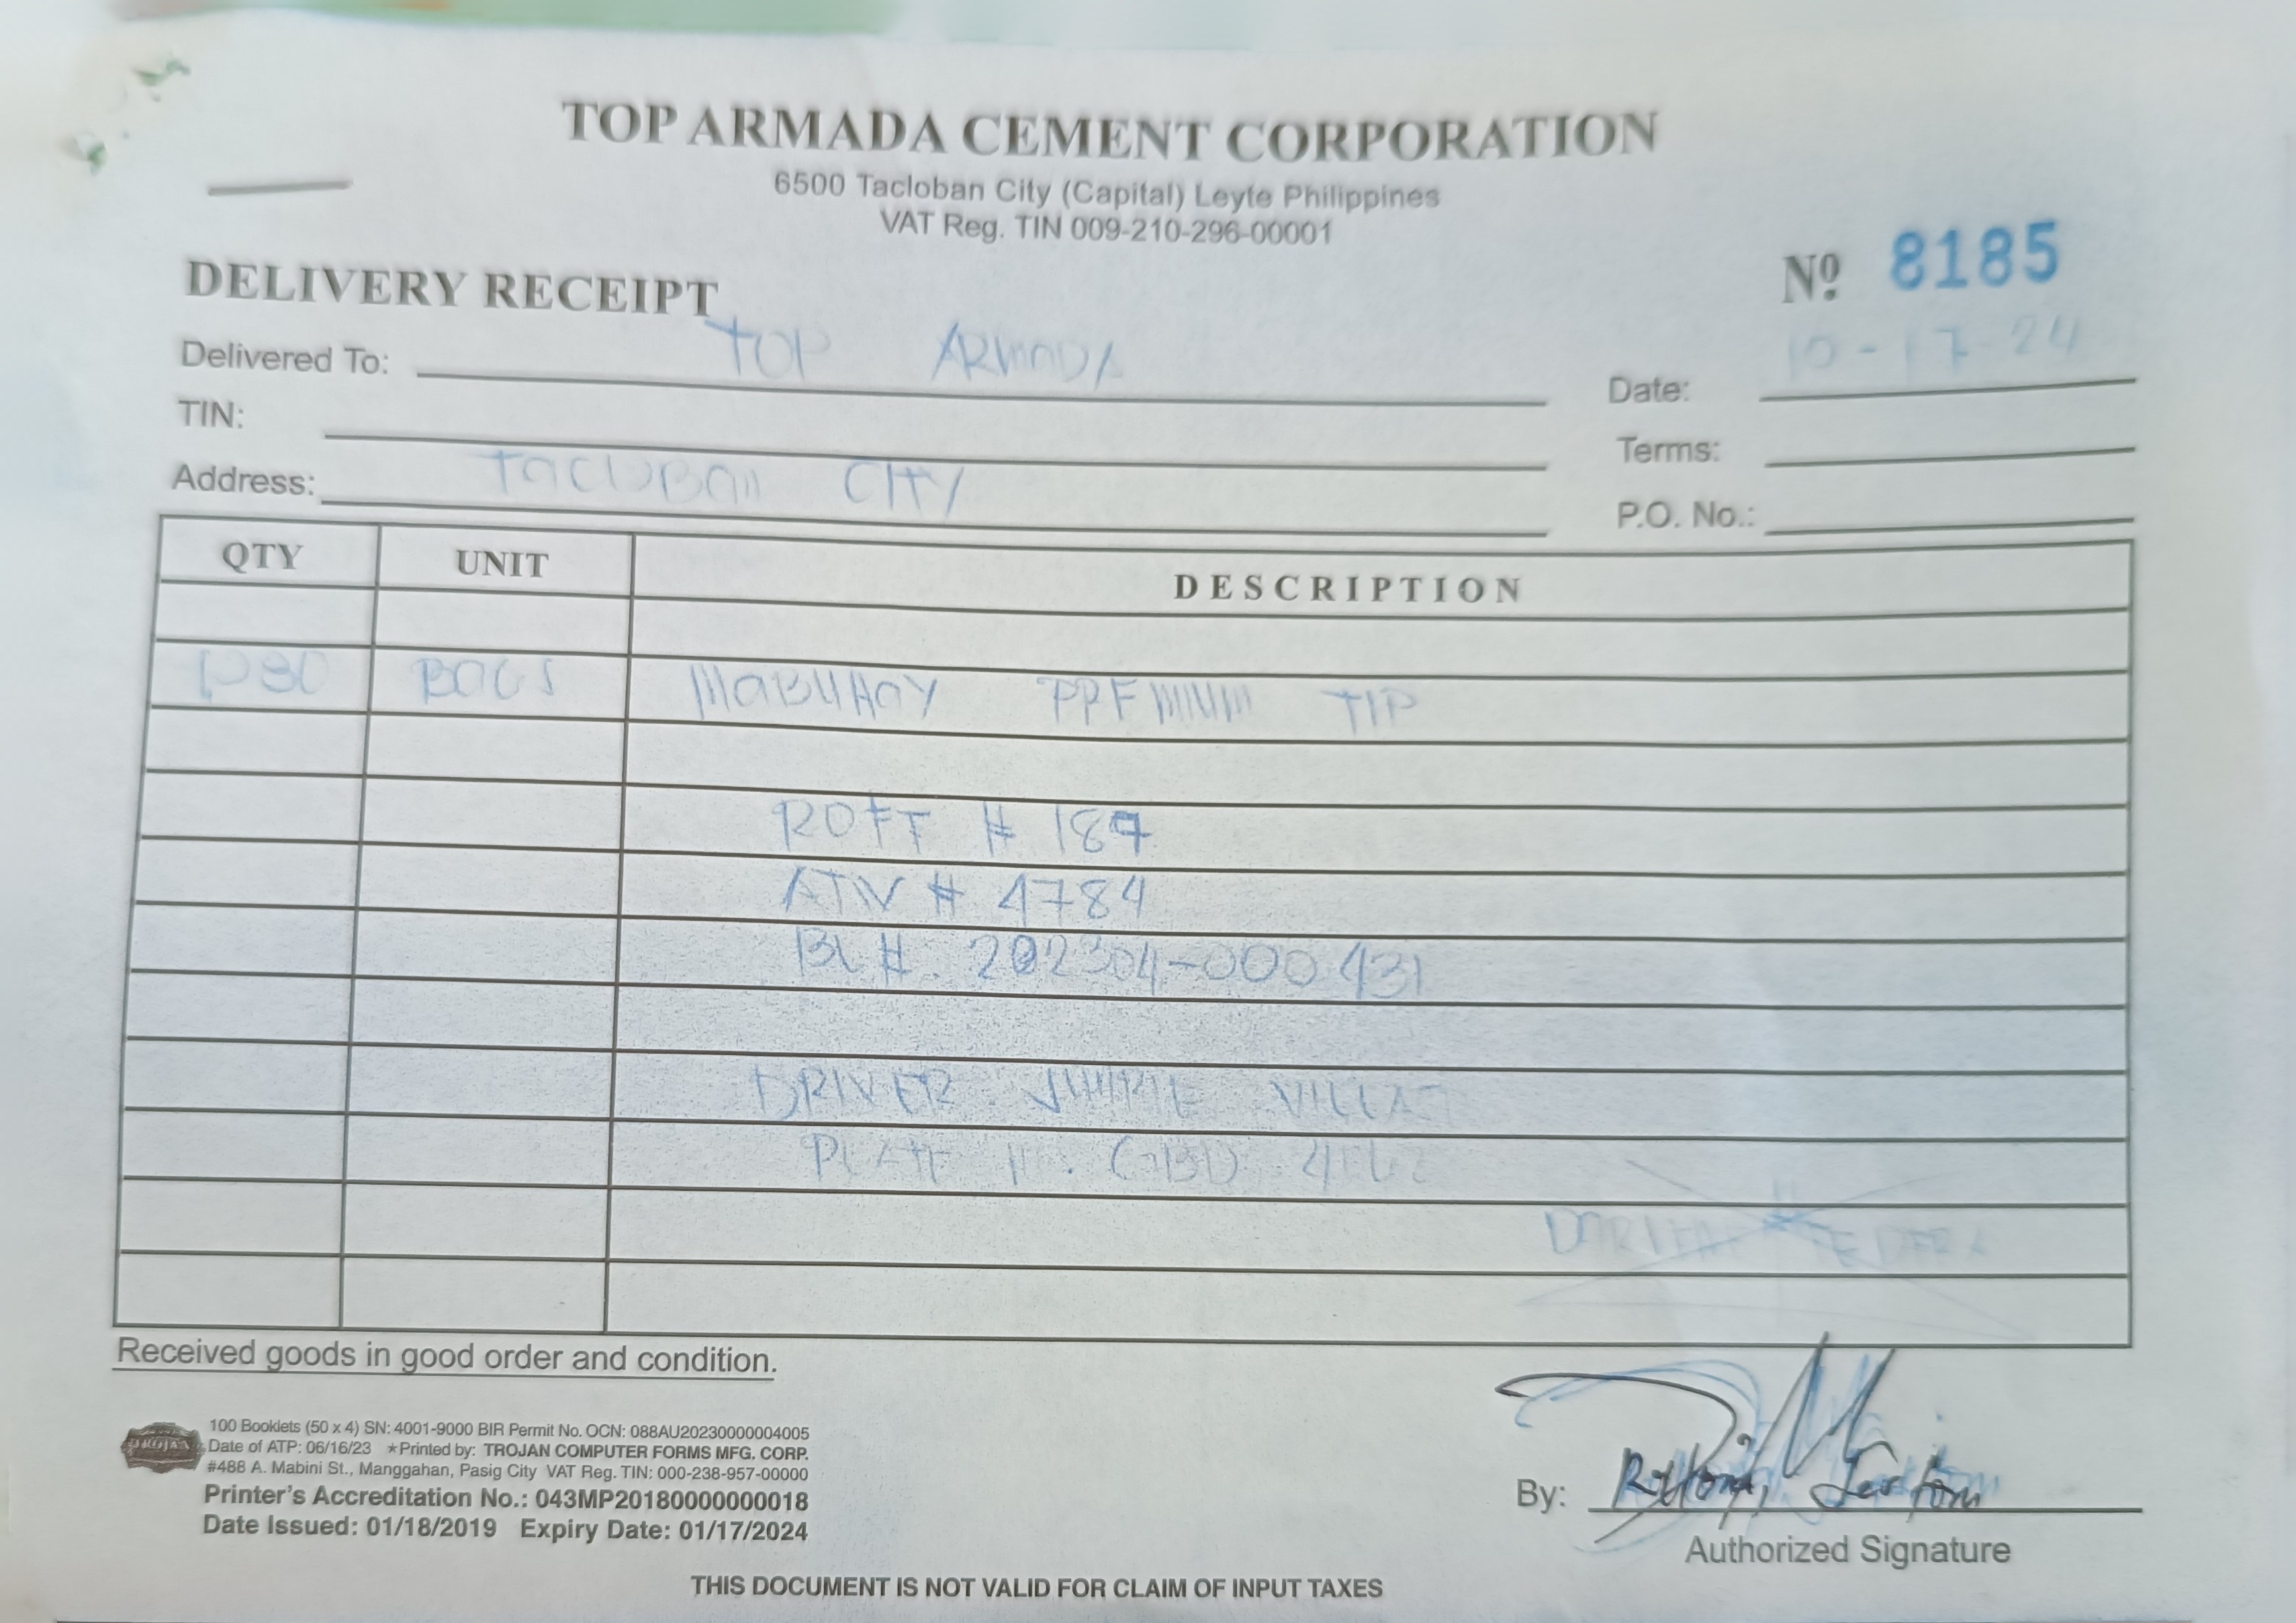 TOP ARMADA CEMENT CORPORATION
6500 Tacloban City (Capital) Leyte Philippines
VAT Reg. TIN 009-210-296-00001
DELIVERY RECEIPT
Nº 8185
Delivered To: TOP ARMADA
Date: 10-17-24
TIN:
Terms:
Address: TACLOBAN CITY
P.O. No.:
QTY UNIT DESCRIPTION
BAGS MABUHAY TIP
# 187
ATW # 4784
BL # 202304-000431
DRIVER
PLATE
Received goods in good order and condition.
TROJAN
100 Booklets (50 x 4) SN: 4001-9000 BIR Permit No. OCN: 088AU20230000004005
Date of ATP: 06/16/23 ★Printed by: TROJAN COMPUTER FORMS MFG. CORP.
#488 A. Mabini St., Manggahan, Pasig City VAT Reg. TIN: 000-238-957-00000
Printer's Accreditation No.: 043MP20180000000018
Date Issued: 01/18/2019 Expiry Date: 01/17/2024
By:
Authorized Signature
THIS DOCUMENT IS NOT VALID FOR CLAIM OF INPUT TAXES